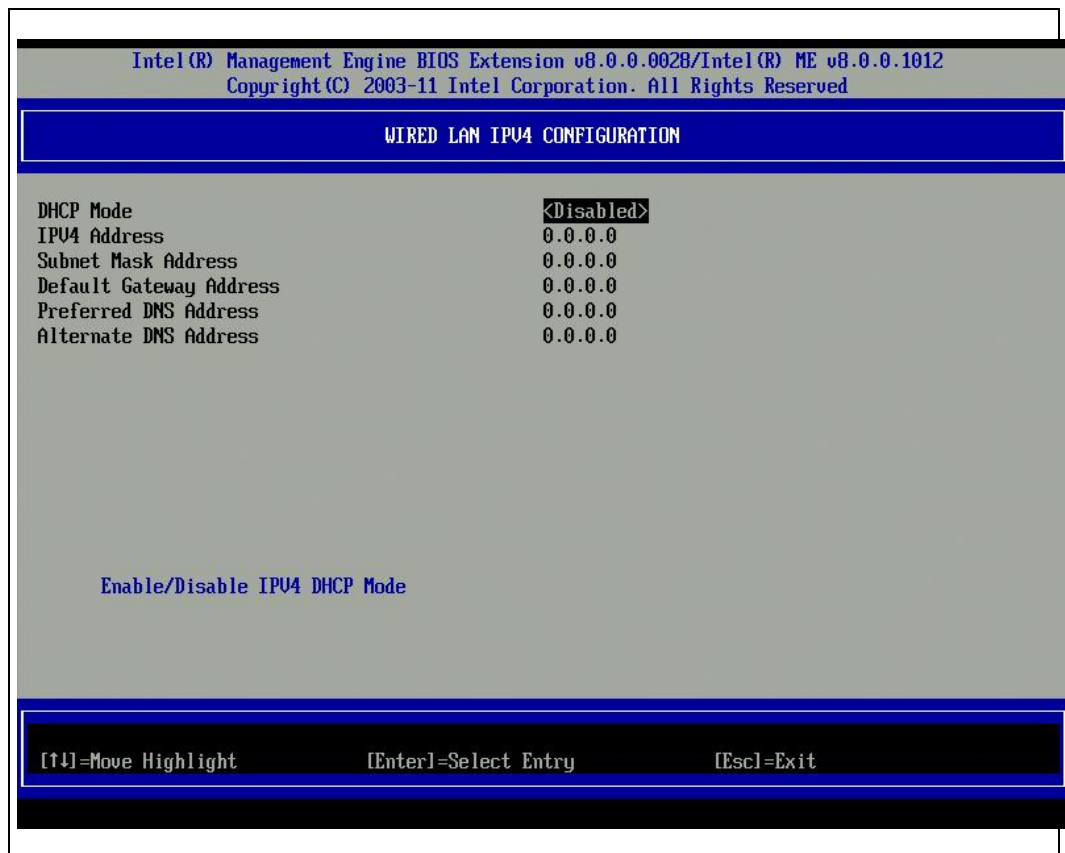 Intel(R) Management Engine BIOS Extension v8.0.0.0028/Intel(R) ME v8.0.0.1012
Copyright(C) 2003-11 Intel Corporation. All Rights Reserved
WIRED LAN IPV4 CONFIGURATION
DHCP Mode <Disabled>
IPV4 Address 0.0.0.0
Subnet Mask Address 0.0.0.0
Default Gateway Address 0.0.0.0
Preferred DNS Address 0.0.0.0
Alternate DNS Address 0.0.0.0
Enable/Disable IPV4 DHCP Mode
[↑↓]=Move Highlight [Enter]=Select Entry [Esc]=Exit